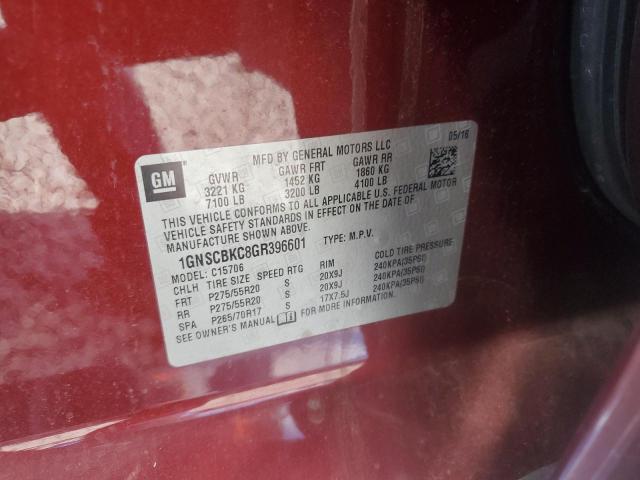 GM
MFD BY GENERAL MOTORS LLC 05/16
GVWR GAWR FRT GAWR RR
3221 KG 1452 KG 1860 KG
7100 LB 3200 LB 4100 LB
THIS VEHICLE CONFORMS TO ALL APPLICABLE U.S. FEDERAL MOTOR
VEHICLE SAFETY STANDARDS IN EFFECT ON THE DATE OF
MANUFACTURE SHOWN ABOVE.
1GNSCBKC8GR396601 TYPE: M.P.V.
MODEL: C15706
CHLH TIRE SIZE SPEED RTG RIM COLD TIRE PRESSURE
FRT P275/55R20 S 20X9J 240KPA(35PSI)
RR P275/55R20 S 20X9J 240KPA(35PSI)
SPA P265/70R17 S 17X7.5J 240KPA(35PSI)
SEE OWNER'S MANUAL FOR MORE INFORMATION.